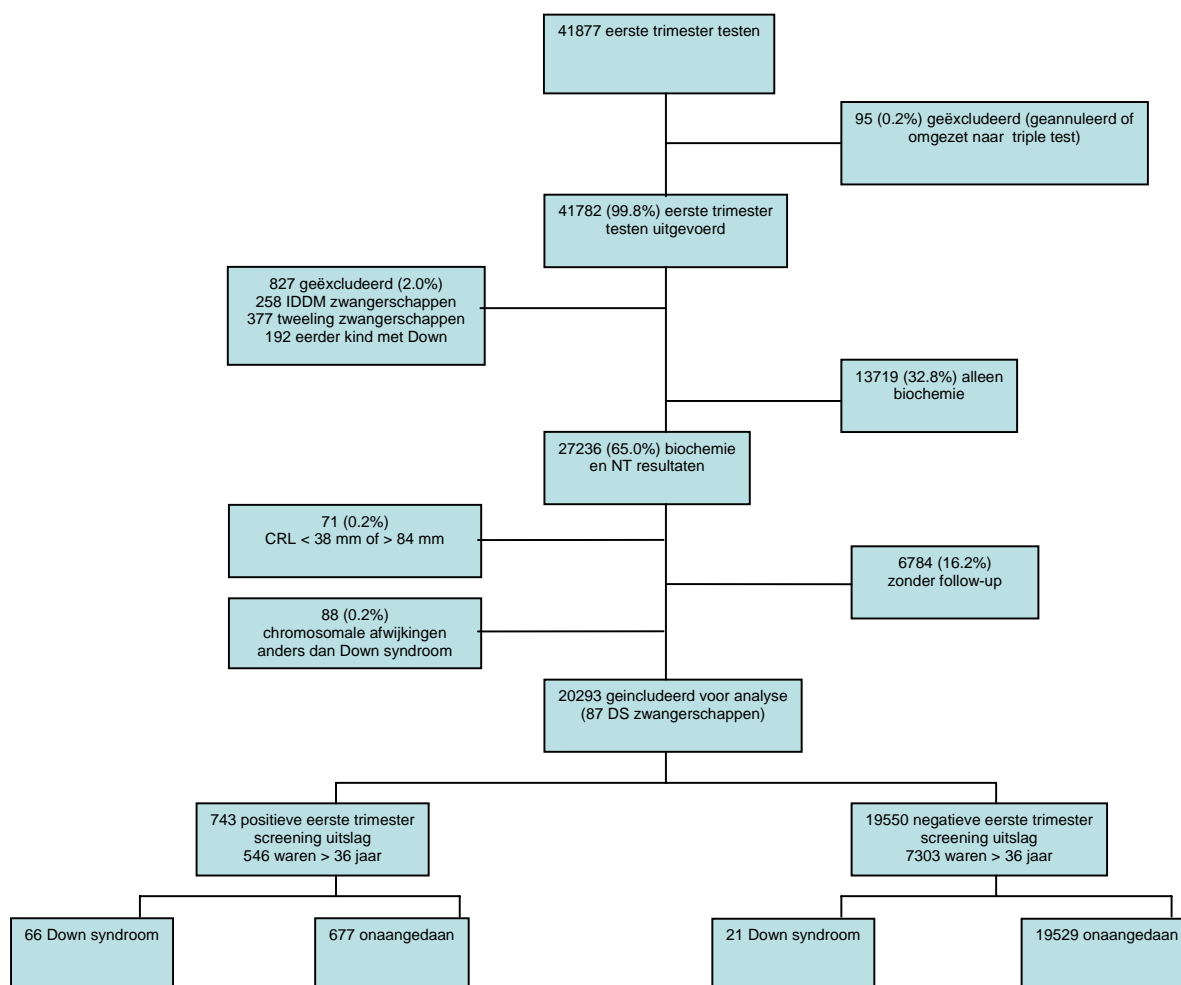 41877 eerste trimester testen
95 (0.2%) geëxcludeerd (geannuleerd of
omgezet naar triple test)
41782 (99.8%) eerste trimester
testen uitgevoerd
827 geëxcludeerd (2.0%)
258 IDDM zwangerschappen
377 tweeling zwangerschappen
192 eerder kind met Down
13719 (32.8%) alleen
biochemie
27236 (65.0%) biochemie
en NT resultaten
71 (0.2%)
CRL < 38 mm of > 84 mm
6784 (16.2%)
zonder follow-up
88 (0.2%)
chromosomale afwijkingen
anders dan Down syndroom
20293 geincludeerd voor analyse
(87 DS zwangerschappen)
743 positieve eerste trimester
screening uitslag
546 waren > 36 jaar
19550 negatieve eerste trimester
screening uitslag
7303 waren > 36 jaar
66 Down syndroom
677 onaangedaan
21 Down syndroom
19529 onaangedaan